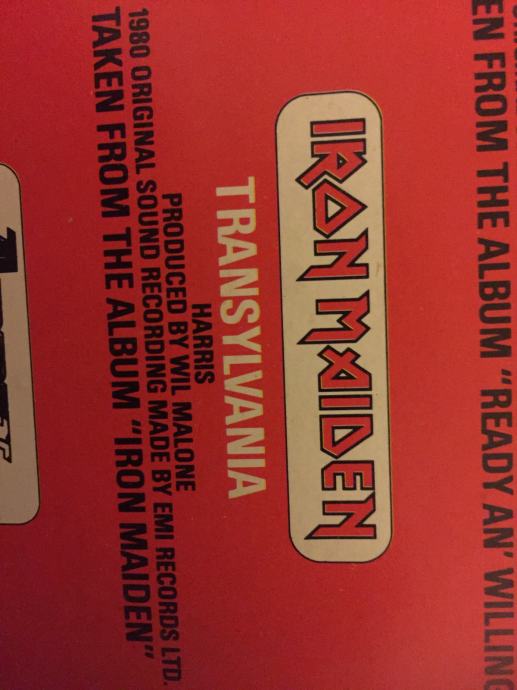 EN FROM THE ALBUM "READY AN' WILLING
IRON MAIDEN
TRANSYLVANIA
HARRIS
PRODUCED BY WIL MALONE
1980 ORIGINAL SOUND RECORDING MADE BY EMI RECORDS LTD.
TAKEN FROM THE ALBUM "IRON MAIDEN"